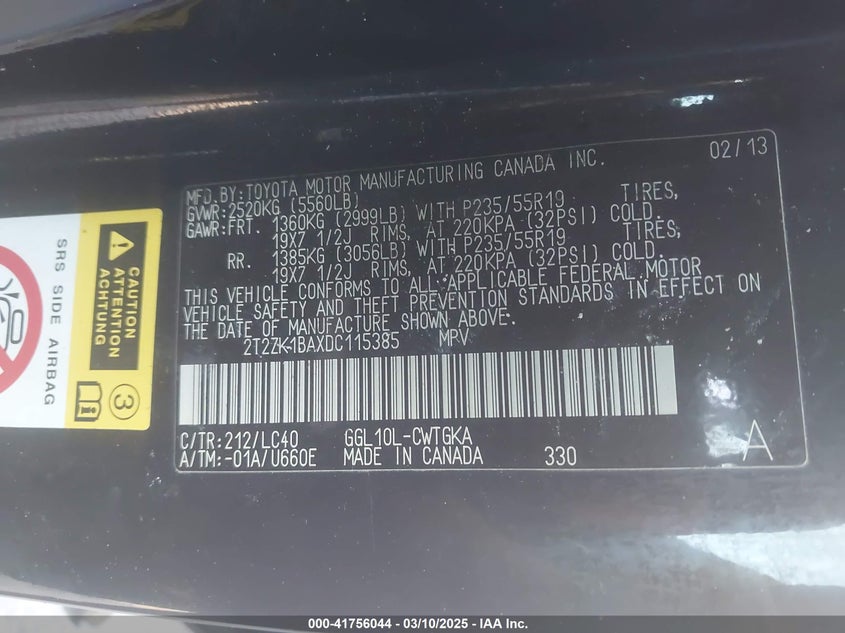 MFD.BY:TOYOTA MOTOR MANUFACTURING CANADA INC. 02/13
GVWR:2520KG (5560LB)
GAWR:FRT. 1360KG (2999LB) WITH P235/55R19 TIRES,
19X7 1/2J RIMS, AT 220KPA (32PSI) COLD.
RR. 1385KG (3056LB) WITH P235/55R19 TIRES,
19X7 1/2J RIMS, AT 220KPA (32PSI) COLD.
THIS VEHICLE CONFORMS TO ALL APPLICABLE FEDERAL MOTOR
VEHICLE SAFETY AND THEFT PREVENTION STANDARDS IN EFFECT ON
THE DATE OF MANUFACTURE SHOWN ABOVE.
2T2ZK1BAXDC115385 MPV
C/TR:212/LC40 GGL10L-CWTGKA
A/TM:-01A/U660E MADE IN CANADA 330 A
SRS SIDE AIRBAG
CAUTION
ATTENTION
ACHTUNG
3
000-41756044 / 03/10/2025 — IAA Inc.